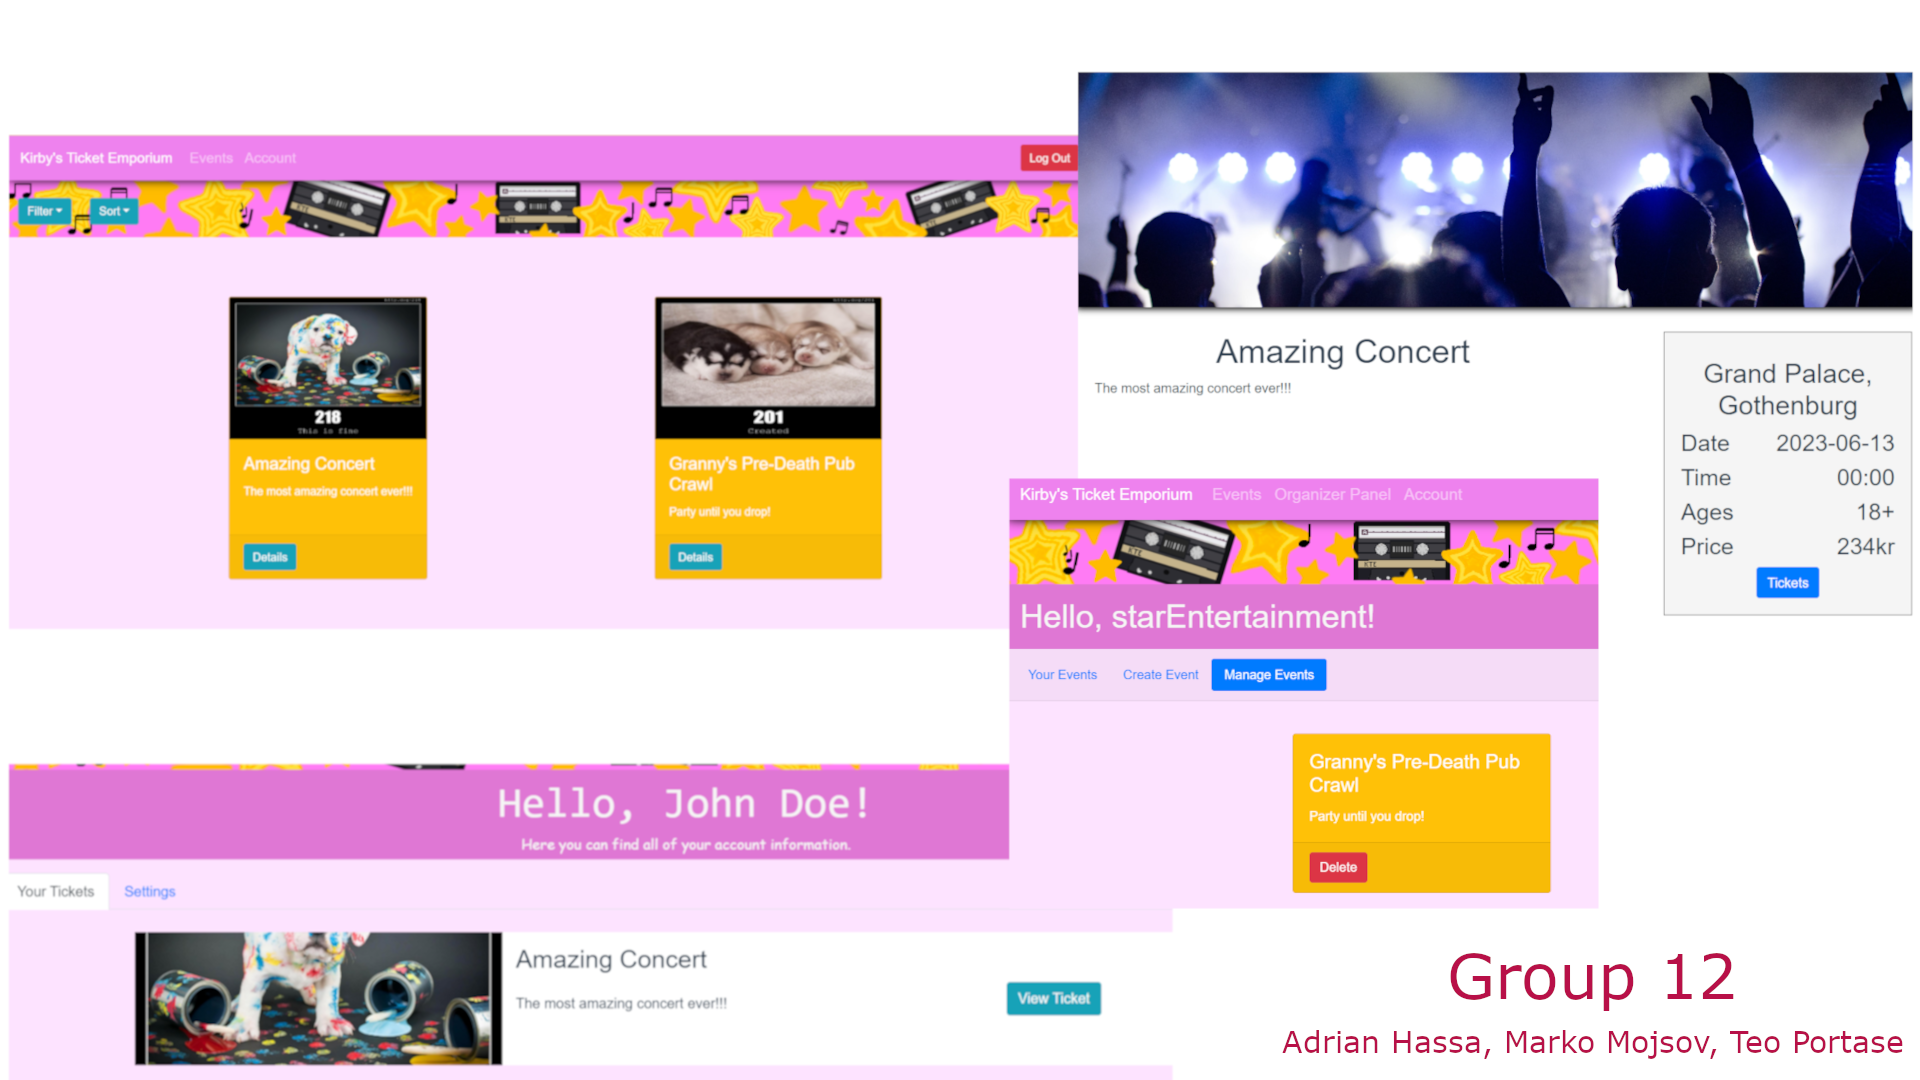 Kirby's Ticket Emporium Events Account Log Out
Filter Sort
218
This is fine
Amazing Concert
The most amazing concert ever!!!
Details
201
Created
Granny's Pre-Death Pub
Crawl
Party until you drop!
Details
Amazing Concert
The most amazing concert ever!!!
Grand Palace,
Gothenburg
Date 2023-06-13
Time 00:00
Ages 18+
Price 234kr
Tickets
Kirby's Ticket Emporium Events Organizer Panel Account
KTE
KTE
Hello, starEntertainment!
Your Events Create Event Manage Events
Granny's Pre-Death Pub
Crawl
Party until you drop!
Delete
Hello, John Doe!
Here you can find all of your account information.
Your Tickets Settings
Amazing Concert
The most amazing concert ever!!!
View Ticket
Group 12
Adrian Hassa, Marko Mojsov, Teo Portase